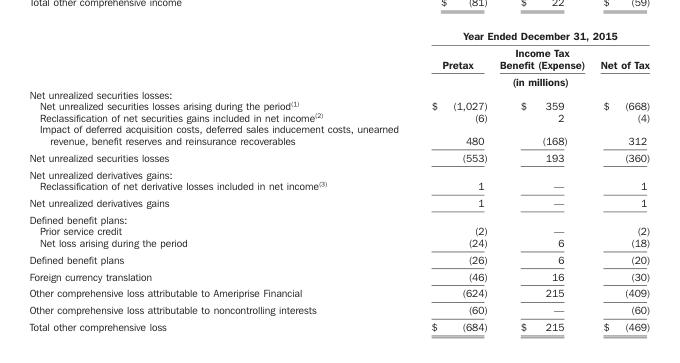 Total other comprehensive income $ (81) $ 22 $ (59)
Year Ended December 31, 2015
Income Tax
Pretax Benefit (Expense) Net of Tax
(in millions)
Net unrealized securities losses:
Net unrealized securities losses arising during the period(1) $ (1,027) $ 359 $ (668)
Reclassification of net securities gains included in net income(2) (6) 2 (4)
Impact of deferred acquisition costs, deferred sales inducement costs, unearned
revenue, benefit reserves and reinsurance recoverables 480 (168) 312
Net unrealized securities losses (553) 193 (360)
Net unrealized derivatives gains:
Reclassification of net derivative losses included in net income(3) 1 — 1
Net unrealized derivatives gains 1 — 1
Defined benefit plans:
Prior service credit (2) — (2)
Net loss arising during the period (24) 6 (18)
Defined benefit plans (26) 6 (20)
Foreign currency translation (46) 16 (30)
Other comprehensive loss attributable to Ameriprise Financial (624) 215 (409)
Other comprehensive loss attributable to noncontrolling interests (60) — (60)
Total other comprehensive loss $ (684) $ 215 $ (469)